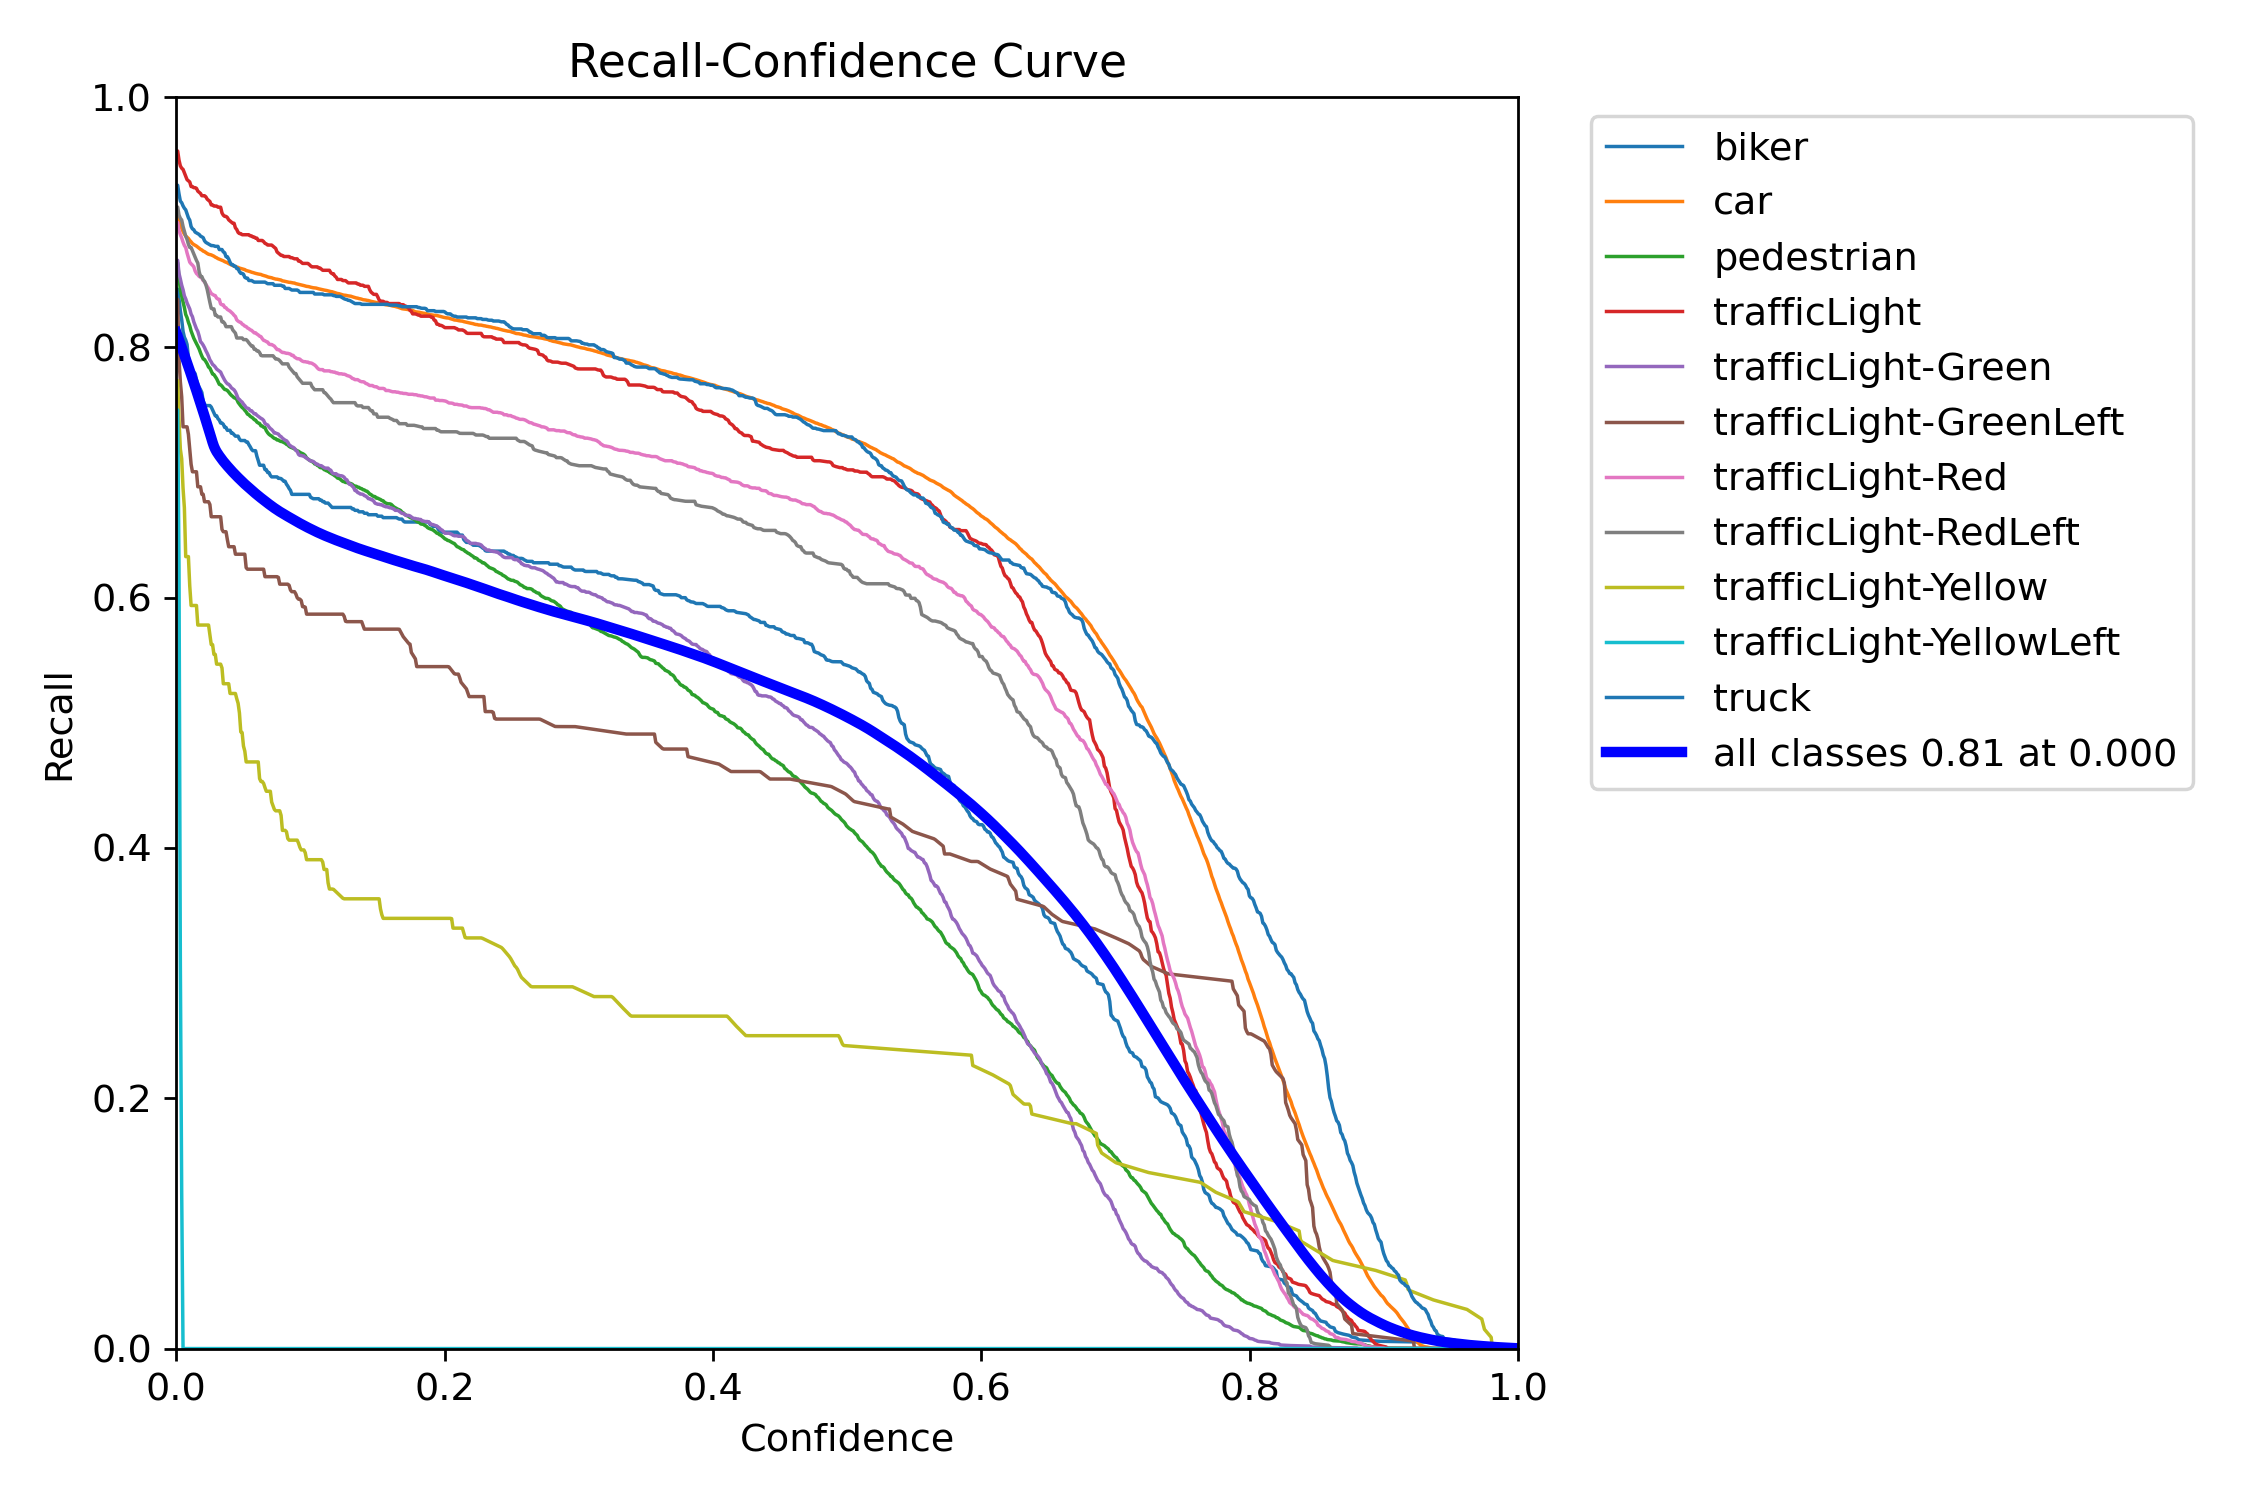 Recall-Confidence Curve
1.0
0.8
0.6
0.4
0.2
0.0
Recall
0.0 0.2 0.4 0.6 0.8 1.0
Confidence
biker
car
pedestrian
trafficLight
trafficLight-Green
trafficLight-GreenLeft
trafficLight-Red
trafficLight-RedLeft
trafficLight-Yellow
trafficLight-YellowLeft
truck
all classes 0.81 at 0.000